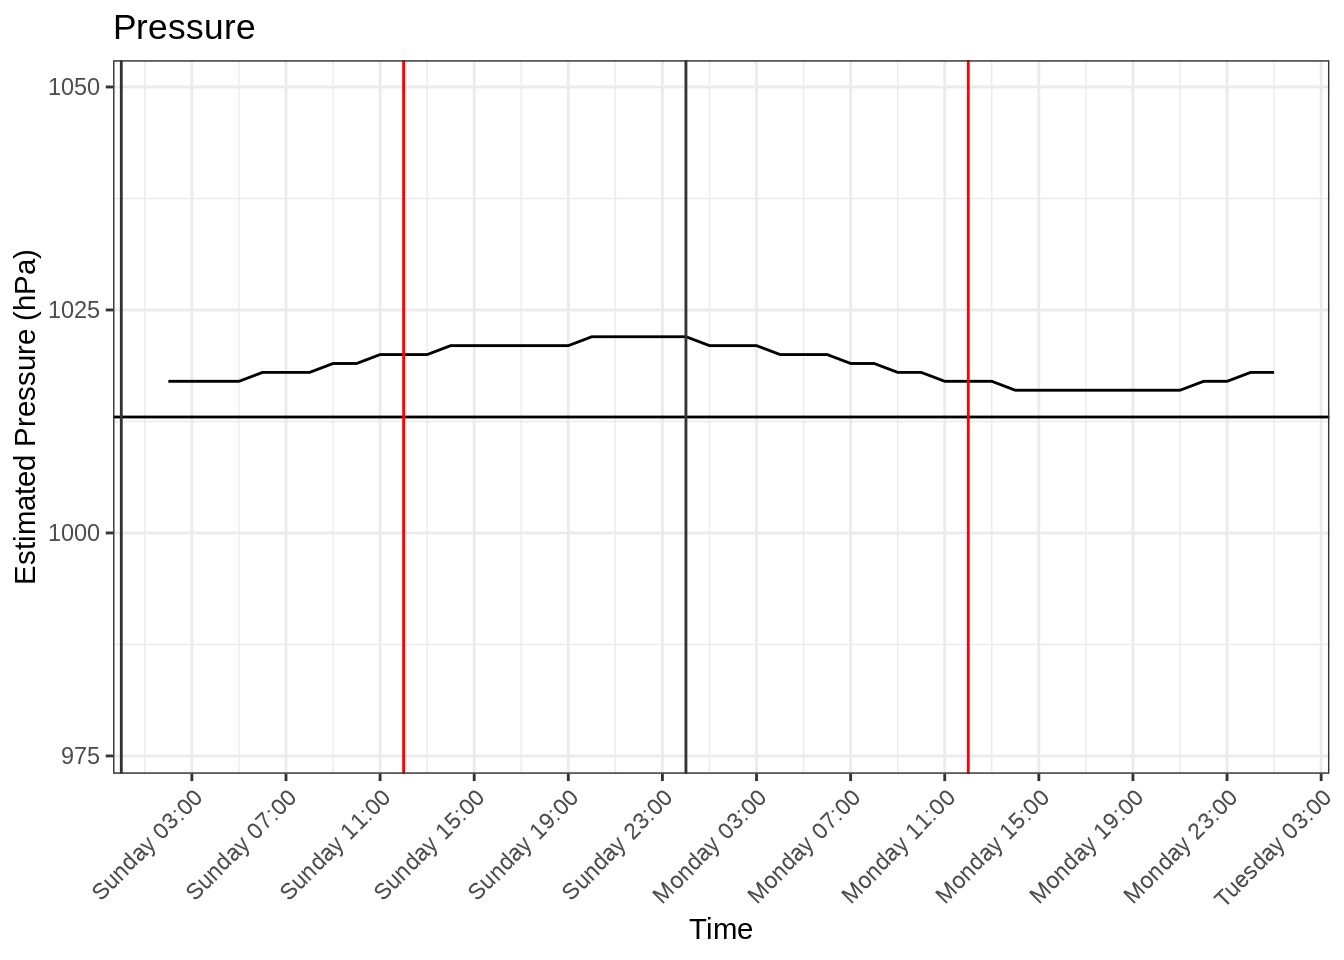 Pressure
Estimated Pressure (hPa)
1050
1025
1000
975
Sunday 03:00
Sunday 07:00
Sunday 11:00
Sunday 15:00
Sunday 19:00
Sunday 23:00
Monday 03:00
Monday 07:00
Monday 11:00
Monday 15:00
Monday 19:00
Monday 23:00
Tuesday 03:00
Time